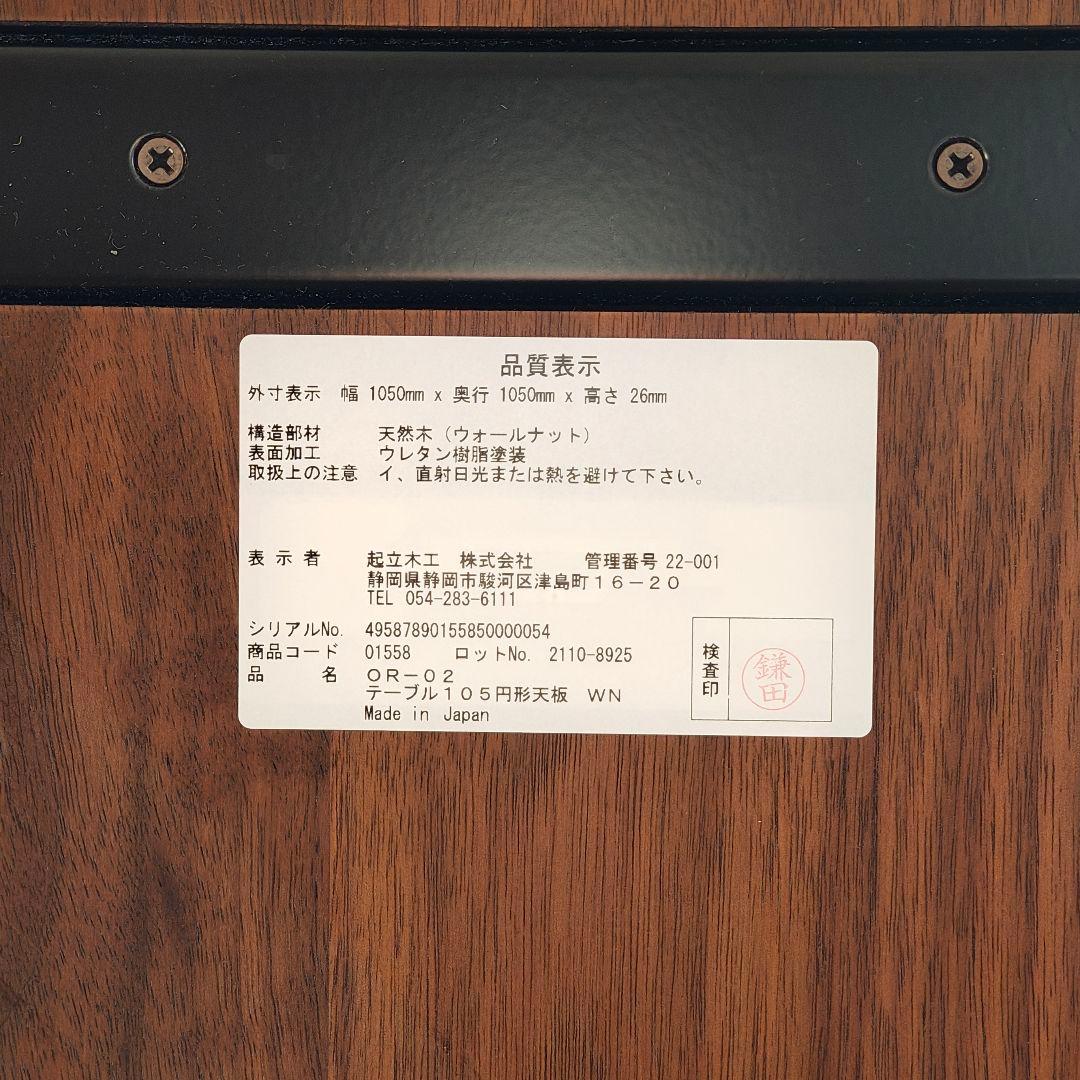 品質表示
外寸表示 幅 1050mm x 奥行 1050mm x 高さ 26mm
構造部材 天然木（ウォールナット）
表面加工 ウレタン樹脂塗装
取扱上の注意 イ、直射日光または熱を避けて下さい。
表示者 起立木工 株式会社 管理番号 22-001
静岡県静岡市駿河区津島町１６－２０
TEL 054-283-6111
シリアルNo. 49587890155850000054
商品コード 01558 ロットNo. 2110-8925
品名 ＯＲ－０２
テーブル１０５円形天板 ＷＮ
Made in Japan
検査印
鎌田